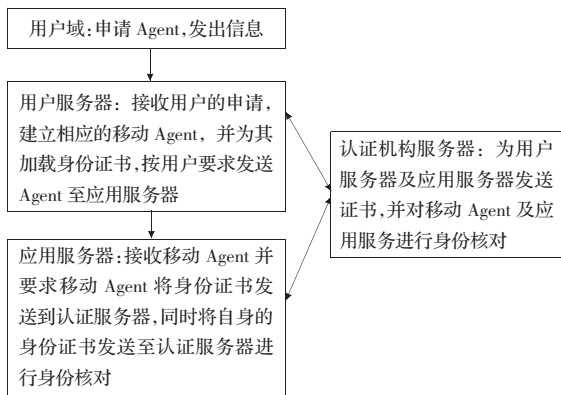 用户域:申请 Agent,发出信息
用户服务器：接收用户的申请,
建立相应的移动 Agent, 并为其
加载身份证书,按用户要求发送
Agent 至应用服务器
认证机构服务器：为用户
服务器及应用服务器发送
证书,并对移动 Agent 及应
用服务进行身份核对
应用服务器:接收移动 Agent 并
要求移动 Agent 将身份证书发
送到认证服务器,同时将自身的
身份证书发送至认证服务器进
行身份核对